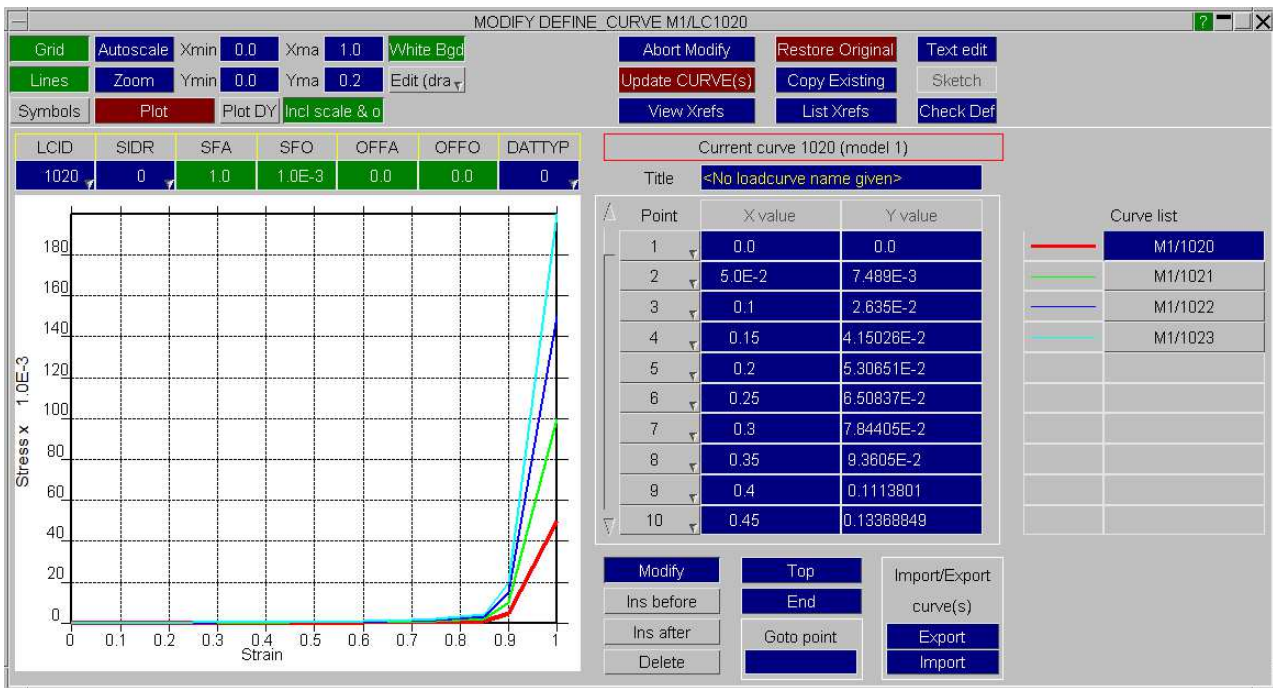 MODIFY DEFINE_CURVE M1/LC1020 ?
Grid Autoscale Xmin 0.0 Xma 1.0 White Bgd Abort Modify Restore Original Text edit
Lines Zoom Ymin 0.0 Yma 0.2 Edit (dra Update CURVE(s) Copy Existing Sketch
Symbols Plot Plot DY Incl scale & o View Xrefs List Xrefs Check Def
LCID SIDR SFA SFO OFFA OFFO DATTYP
1020 0 1.0 1.0E-3 0.0 0.0 0
Current curve 1020 (model 1)
Title <No loadcurve name given>
Point X value Y value
1 0.0 0.0
2 5.0E-2 7.489E-3
3 0.1 2.635E-2
4 0.15 4.15026E-2
5 0.2 5.30651E-2
6 0.25 6.50837E-2
7 0.3 7.84405E-2
8 0.35 9.3605E-2
9 0.4 0.1113801
10 0.45 0.13368849
Curve list
M1/1020
M1/1021
M1/1022
M1/1023
Stress x 1.0E-3
180
160
140
120
100
80
60
40
20
0
0 0.1 0.2 0.3 0.4 0.5 0.6 0.7 0.8 0.9 1
Strain
Modify Top Import/Export
Ins before End curve(s)
Ins after Goto point Export
Delete Import